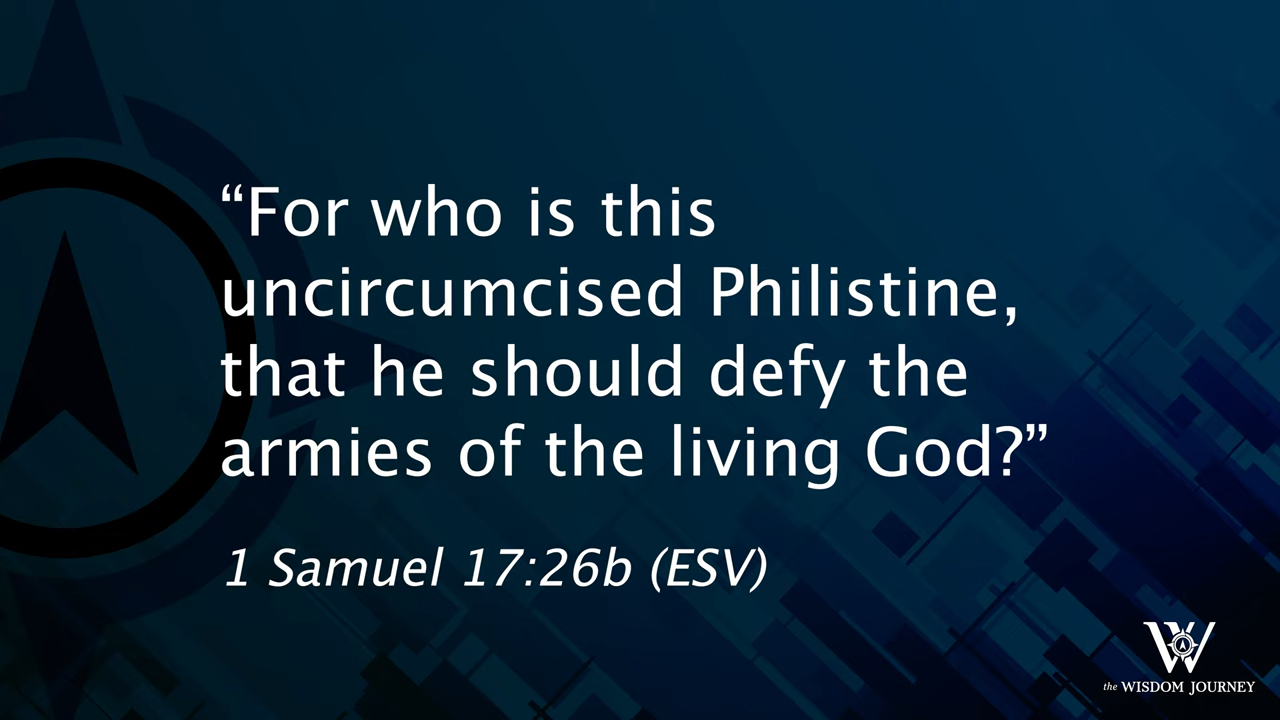 “For who is this
uncircumcised Philistine,
that he should defy the
armies of the living God?”
1 Samuel 17:26b (ESV)
W
the WISDOM JOURNEY